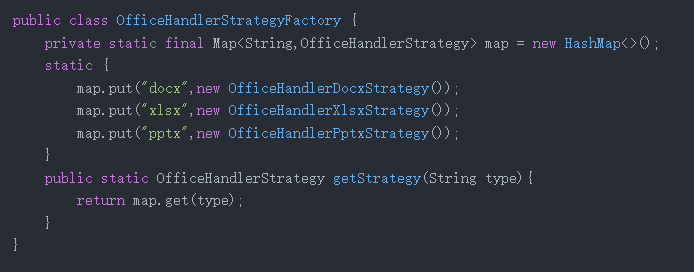 public class OfficeHandlerStrategyFactory {
    private static final Map<String,OfficeHandlerStrategy> map = new HashMap<>();
    static {
        map.put("docx",new OfficeHandlerDocxStrategy());
        map.put("xlsx",new OfficeHandlerXlsxStrategy());
        map.put("pptx",new OfficeHandlerPptxStrategy());
    }
    public static OfficeHandlerStrategy getStrategy(String type){
        return map.get(type);
    }
}